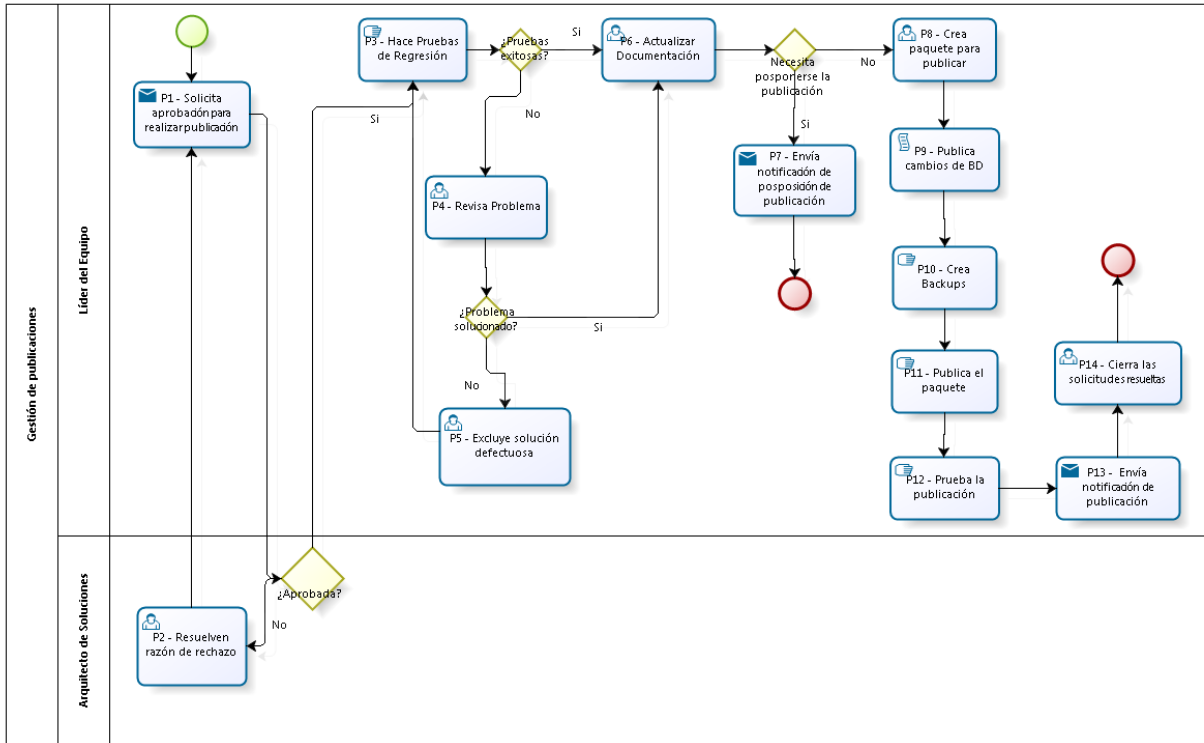 Gestión de publicaciones
Líder del Equipo
P1 - Solicita
aprobación para
realizar publicación
P3 - Hace Pruebas
de Regresión
¿Pruebas
éxitosas?
Si
P6 - Actualizar
Documentación
Necesita
posponerse la
publicación
No
P8 - Crea
paquete para
publicar
Si
No
Si
P7 - Envía
notificación de
posposición de
publicación
P9 - Publica
cambios de BD
P4 - Revisa Problema
P10 - Crea
Backups
¿Problema
solucionado?
Si
No
P11 - Publica el
paquete
P14 - Cierra las
solicitudes resueltas
P5 - Excluye solución
defectuosa
P12 - Prueba la
publicación
P13 - Envía
notificación de
publicación
Arquitecto de Soluciones
¿Aprobada?
No
P2 - Resuelven
razón de rechazo